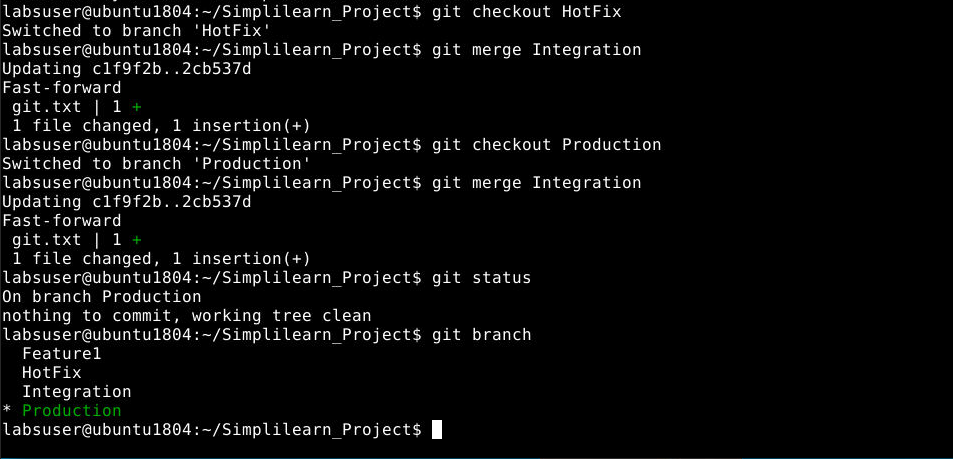 labsuser@ubuntu1804:~/Simplilearn_Project$ git checkout HotFix
Switched to branch 'HotFix'
labsuser@ubuntu1804:~/Simplilearn_Project$ git merge Integration
Updating c1f9f2b..2cb537d
Fast-forward
 git.txt | 1 +
 1 file changed, 1 insertion(+)
labsuser@ubuntu1804:~/Simplilearn_Project$ git checkout Production
Switched to branch 'Production'
labsuser@ubuntu1804:~/Simplilearn_Project$ git merge Integration
Updating c1f9f2b..2cb537d
Fast-forward
 git.txt | 1 +
 1 file changed, 1 insertion(+)
labsuser@ubuntu1804:~/Simplilearn_Project$ git status
On branch Production
nothing to commit, working tree clean
labsuser@ubuntu1804:~/Simplilearn_Project$ git branch
  Feature1
  HotFix
  Integration
* Production
labsuser@ubuntu1804:~/Simplilearn_Project$